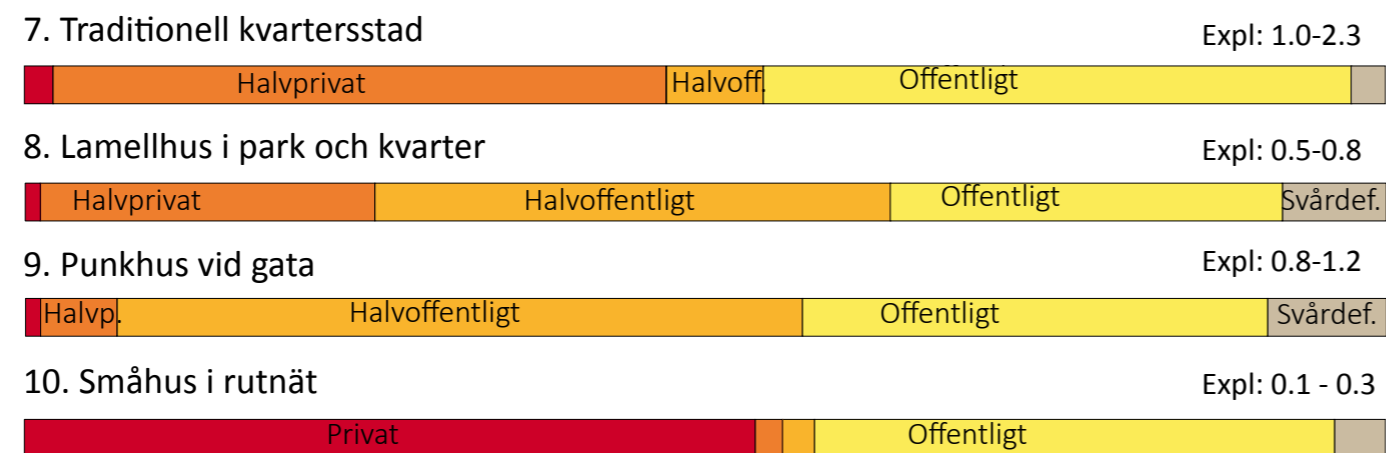 7. Traditionell kvartersstad Expl: 1.0-2.3
Halvprivat Halvoff. Offentligt
8. Lamellhus i park och kvarter Expl: 0.5-0.8
Halvprivat Halvoffentligt Offentligt Svårdef.
9. Punkhus vid gata Expl: 0.8-1.2
Halvp. Halvoffentligt Offentligt Svårdef.
10. Småhus i rutnät Expl: 0.1 - 0.3
Privat Offentligt